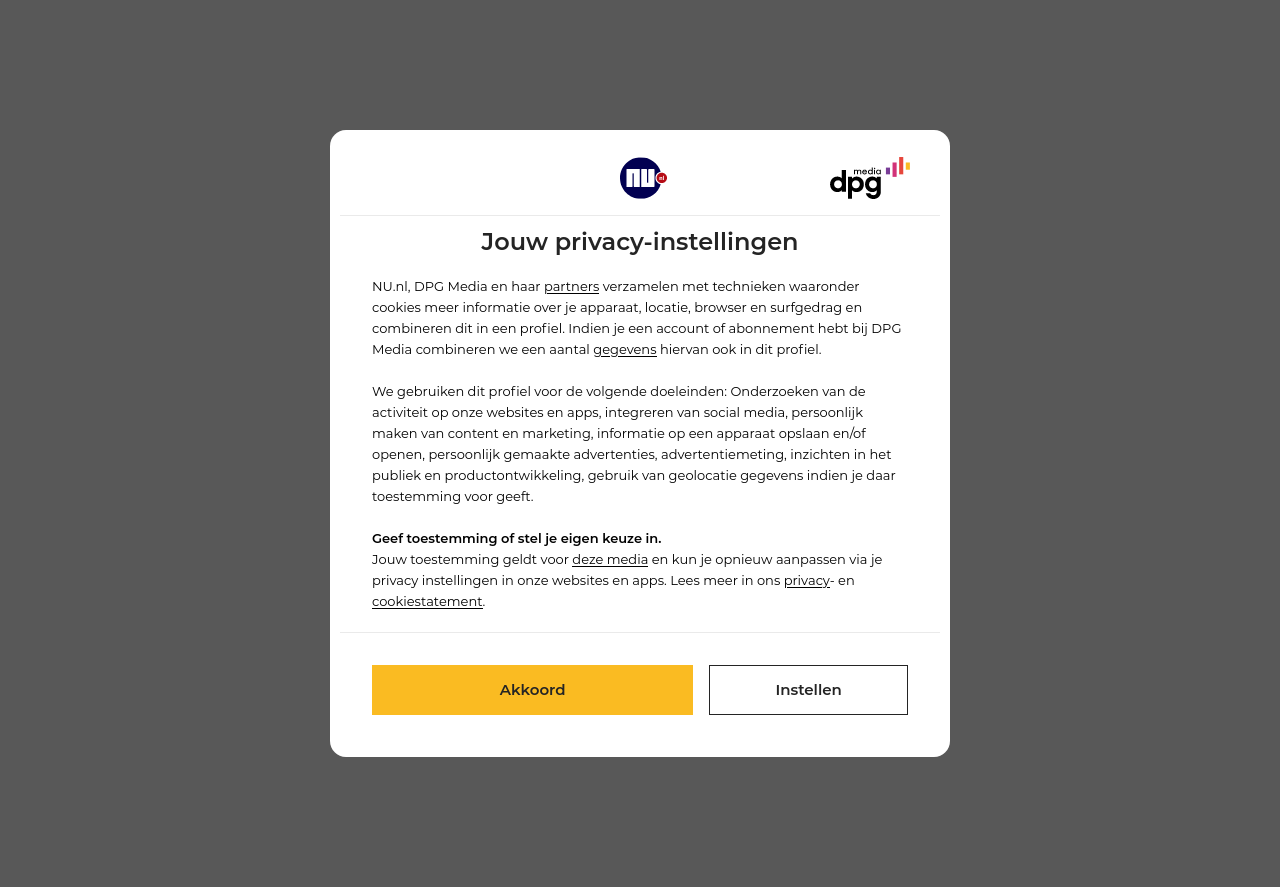 NU.nl
media
dpg
Jouw privacy-instellingen
NU.nl, DPG Media en haar partners verzamelen met technieken waaronder
cookies meer informatie over je apparaat, locatie, browser en surfgedrag en
combineren dit in een profiel. Indien je een account of abonnement hebt bij DPG
Media combineren we een aantal gegevens hiervan ook in dit profiel.
We gebruiken dit profiel voor de volgende doeleinden: Onderzoeken van de
activiteit op onze websites en apps, integreren van social media, persoonlijk
maken van content en marketing, informatie op een apparaat opslaan en/of
openen, persoonlijk gemaakte advertenties, advertentiemeting, inzichten in het
publiek en productontwikkeling, gebruik van geolocatie gegevens indien je daar
toestemming voor geeft.
Geef toestemming of stel je eigen keuze in.
Jouw toestemming geldt voor deze media en kun je opnieuw aanpassen via je
privacy instellingen in onze websites en apps. Lees meer in ons privacy- en
cookiestatement.
Akkoord
Instellen